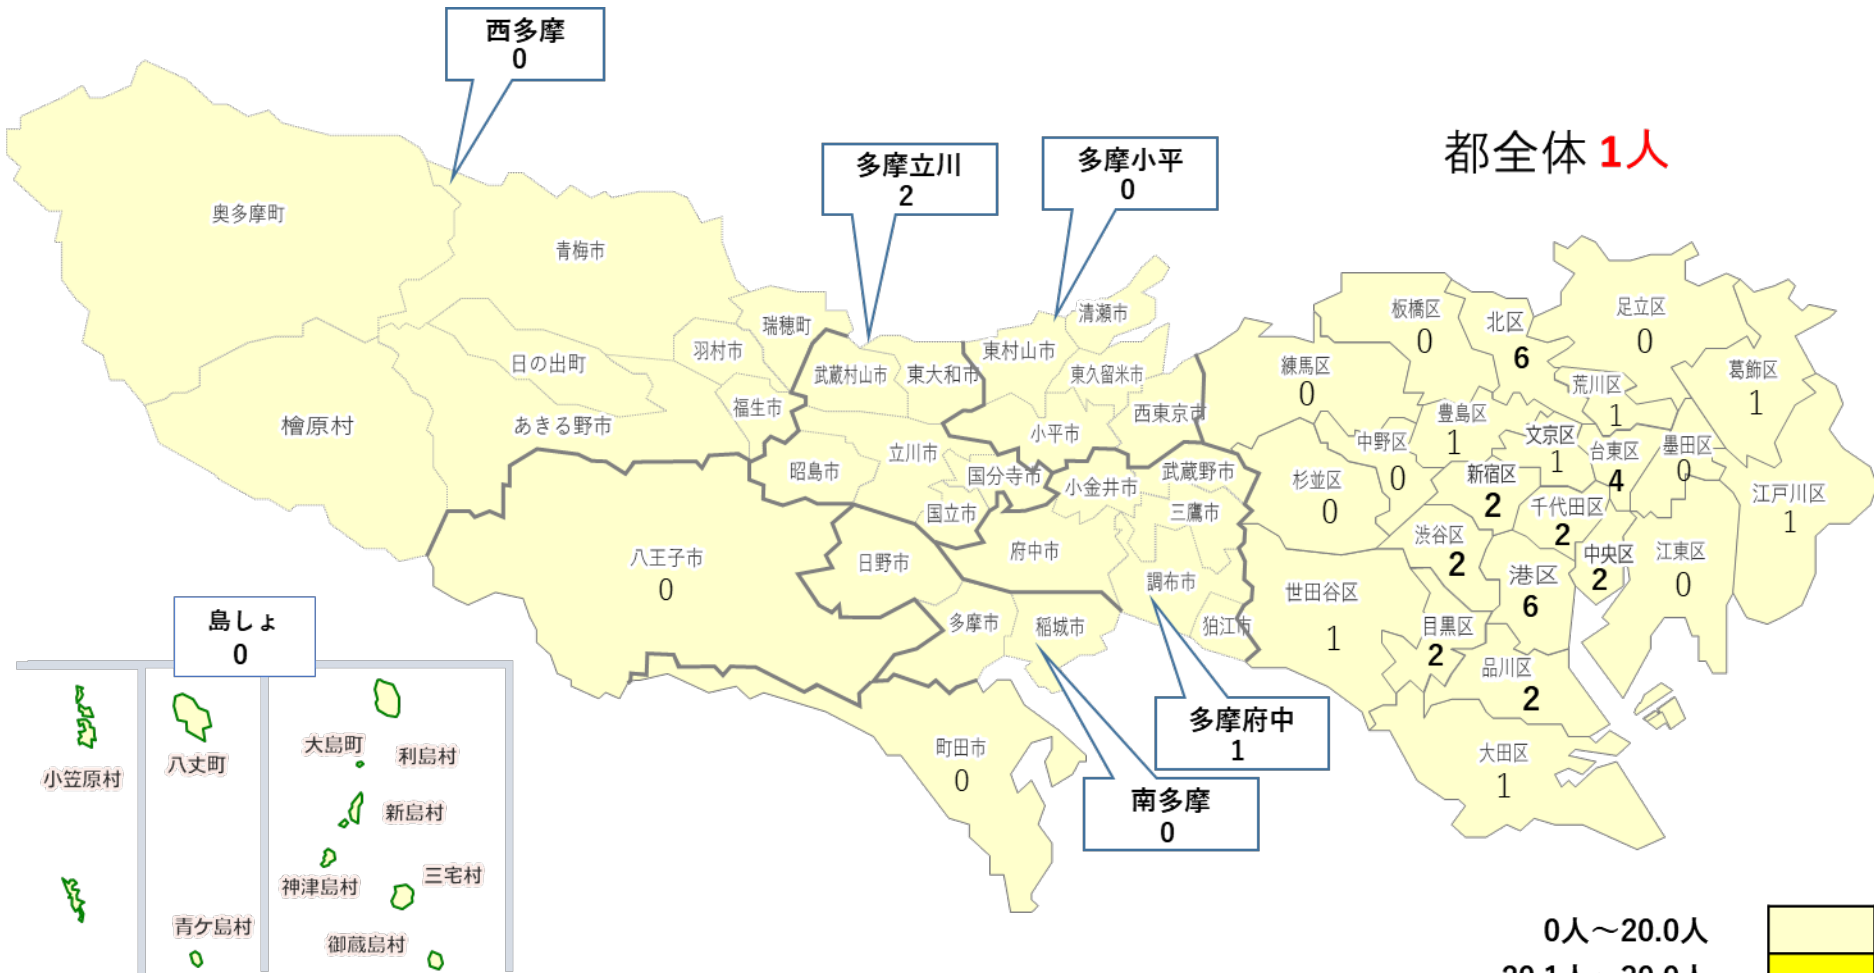 西多摩
0
都全体 1人
多摩立川
2
多摩小平
0
奥多摩町
青梅市
瑞穂町
羽村市
日の出町
福生市
あきる野市
檜原村
武蔵村山市
東大和市
東村山市
清瀬市
東久留米市
西東京市
小平市
立川市
昭島市
国分寺市
国立市
小金井市
武蔵野市
三鷹市
府中市
調布市
狛江市
日野市
多摩市
稲城市
八王子市
0
町田市
0
多摩府中
1
南多摩
0
板橋区
0
北区
6
足立区
0
練馬区
0
荒川区
1
葛飾区
1
豊島区
1
中野区
0
文京区
1
台東区
4
墨田区
0
杉並区
0
新宿区
2
千代田区
2
江戸川区
1
渋谷区
2
中央区
2
江東区
0
港区
6
世田谷区
1
目黒区
2
品川区
2
大田区
1
島しょ
0
小笠原村
八丈町
青ケ島村
大島町
利島村
新島村
神津島村
三宅村
御蔵島村
0人～20.0人
20.1人～30.0人